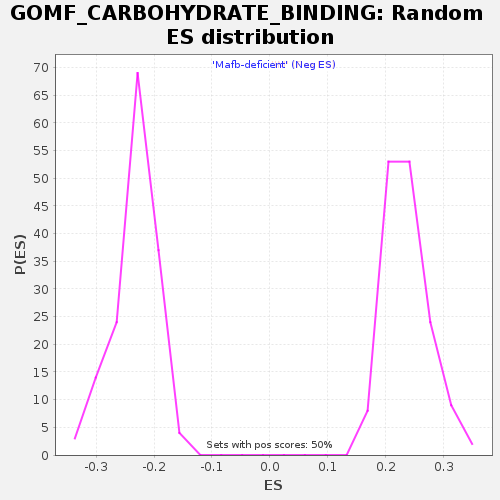 GOMF_CARBOHYDRATE_BINDING: Random
ES distribution
'Mafb-deficient' (Neg ES)
70
65
60
55
50
45
40
35
30
25
20
15
10
5
0
P(ES)
Sets with pos scores: 50%
-0.3 -0.2 -0.1 0.0 0.1 0.2 0.3
ES